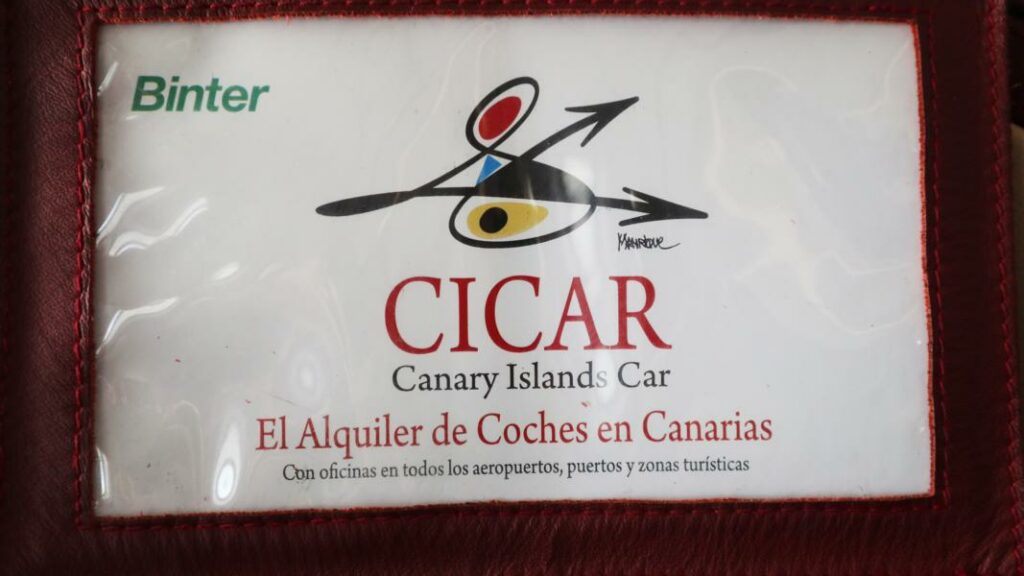 Binter
Manrique
CICAR
Canary Islands Car
El Alquiler de Coches en Canarias
Con oficinas en todos los aeropuertos, puertos y zonas turísticas